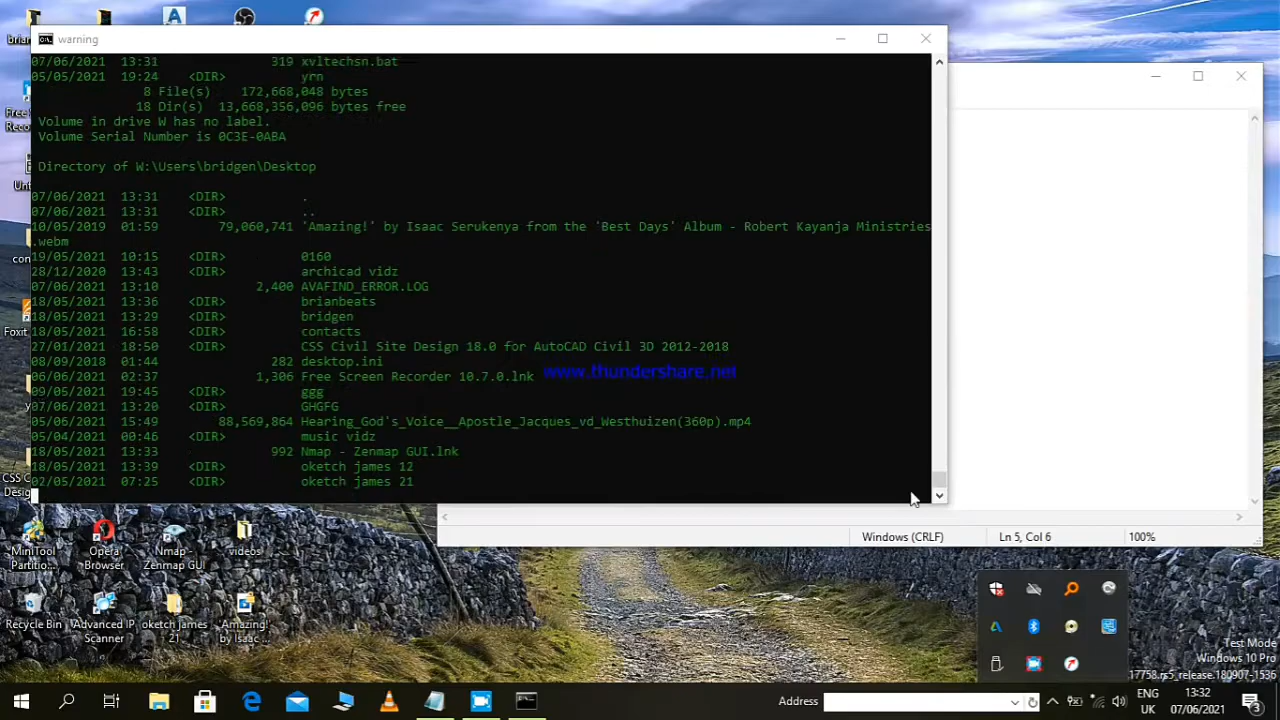 warning
07/06/2021 13:31 319 xvltechsn.bat
05/05/2021 19:24 <DIR> yrn
8 File(s) 172,668,048 bytes
18 Dir(s) 13,668,356,096 bytes free
Volume in drive W has no label.
Volume Serial Number is 0C3E-0ABA
Directory of W:\Users\bridgen\Desktop
07/06/2021 13:31 <DIR> .
07/06/2021 13:31 <DIR> ..
10/05/2019 01:59 79,060,741 'Amazing!' by Isaac Serukenya from the 'Best Days' Album - Robert Kayanja Ministries
.webm
19/05/2021 10:15 <DIR> 0160
28/12/2020 13:43 <DIR> archicad vidz
07/06/2021 13:10 2,400 AVAFIND_ERROR.LOG
18/05/2021 13:36 <DIR> brianbeats
18/05/2021 13:29 <DIR> bridgen
18/05/2021 16:58 <DIR> contacts
27/01/2021 18:50 <DIR> CSS Civil Site Design 18.0 for AutoCAD Civil 3D 2012-2018
08/09/2018 01:44 282 desktop.ini
06/06/2021 02:37 1,306 Free Screen Recorder 10.7.0.lnk
www.thundershare.net
09/05/2021 19:45 <DIR> ggg
07/06/2021 13:20 <DIR> GHGFG
05/06/2021 15:49 88,569,864 Hearing_God's_Voice__Apostle_Jacques_vd_Westhuizen(360p).mp4
05/04/2021 00:46 <DIR> music vidz
18/05/2021 13:33 992 Nmap - Zenmap GUI.lnk
18/05/2021 13:39 <DIR> oketch james 12
02/05/2021 07:25 <DIR> oketch james 21
Windows (CRLF) Ln 5, Col 6 100%
MiniTool
Partitio...
Opera
Browser
Nmap -
Zenmap GUI
videos
Recycle Bin
Advanced IP
Scanner
oketch james
21
Amazing!
by Isaac ...
Test Mode
Windows 10 Pro
17758.rs5_release.180907-1536
Address
ENG
UK
13:32
07/06/2021
3